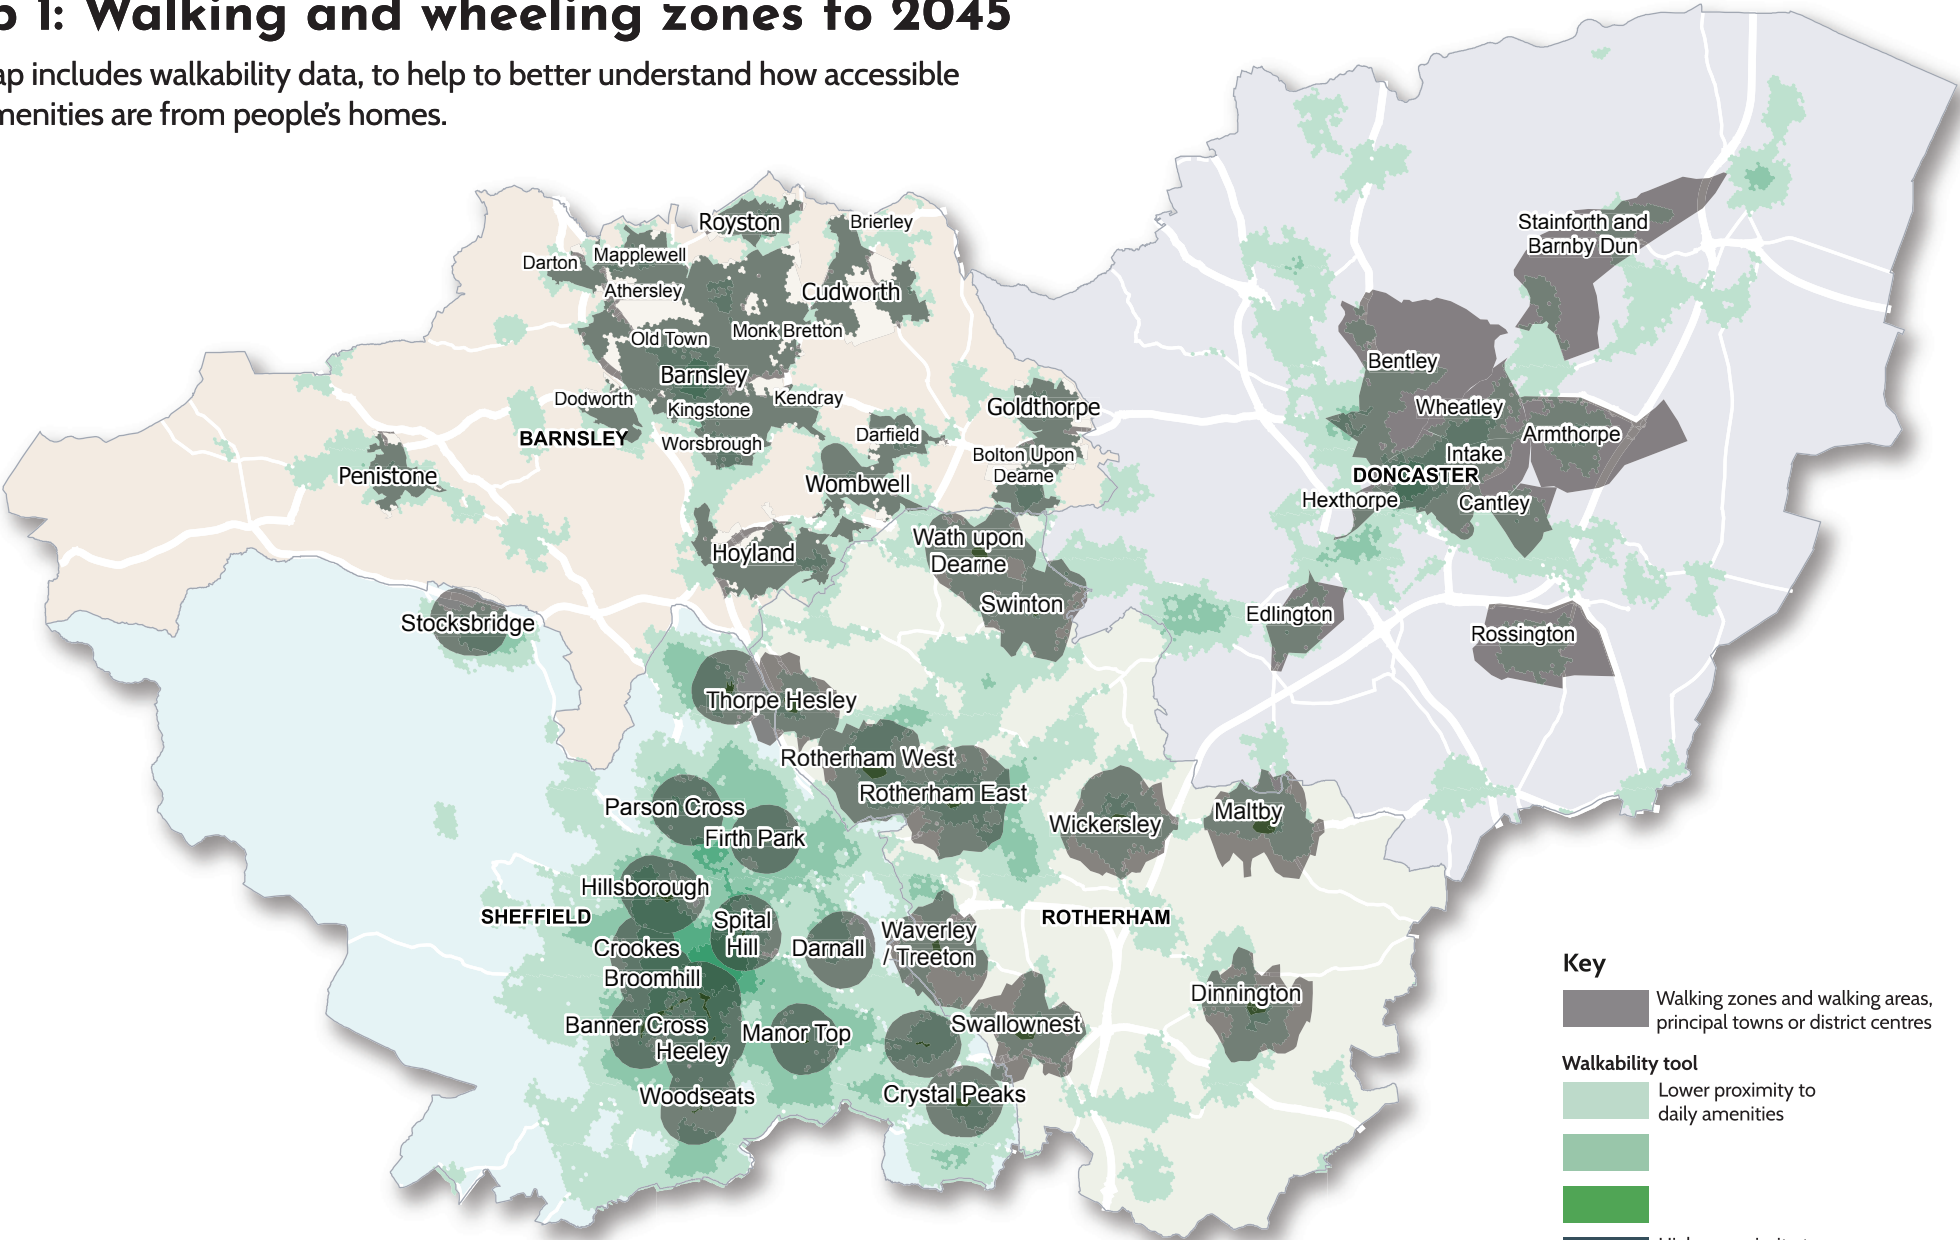 1: Walking and wheeling zones to 2045
includes walkability data, to help to better understand how accessible
are from people's homes.
Royston
Brierley
Darton
Mapplewell
Athersley
Cudworth
Old Town
Monk Bretton
Barnsley
Dodworth
Kingstone
Kendray
BARNSLEY
Worsbrough
Darfield
Goldthorpe
Bolton Upon
Dearne
Penistone
Wombwell
Hoyland
Wath upon
Dearne
Swinton
Stocksbridge
Stainforth and
Barnby Dun
Bentley
Wheatley
Armthorpe
Intake
DONCASTER
Hexthorpe
Cantley
Edlington
Rossington
Thorpe Hesley
Rotherham West
Rotherham East
Parson Cross
Firth Park
Wickersley
Maltby
Hillsborough
SHEFFIELD
Spital
Hill
Crookes
Darnall
Waverley
/ Treeton
ROTHERHAM
Broomhill
Dinnington
Banner Cross
Manor Top
Swallownest
Heeley
Woodseats
Crystal Peaks
Key
Walking zones and walking areas,
principal towns or district centres
Walkability tool
Lower proximity to
daily amenities